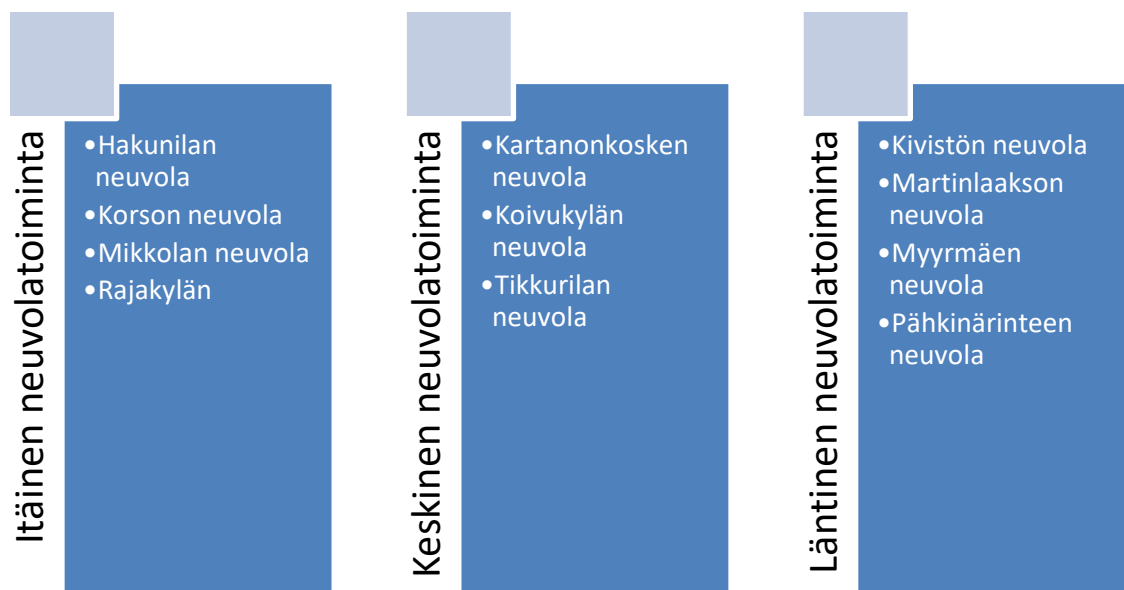 Itäinen neuvolatoiminta
•Hakunilan
neuvola
•Korson neuvola
•Mikkolan neuvola
•Rajakylän
Keskinen neuvolatoiminta
•Kartanonkosken
neuvola
•Koivukylän
neuvola
•Tikkurilan
neuvola
Läntinen neuvolatoiminta
•Kivistön neuvola
•Martinlaakson
neuvola
•Myyrmäen
neuvola
•Pähkinärinteen
neuvola